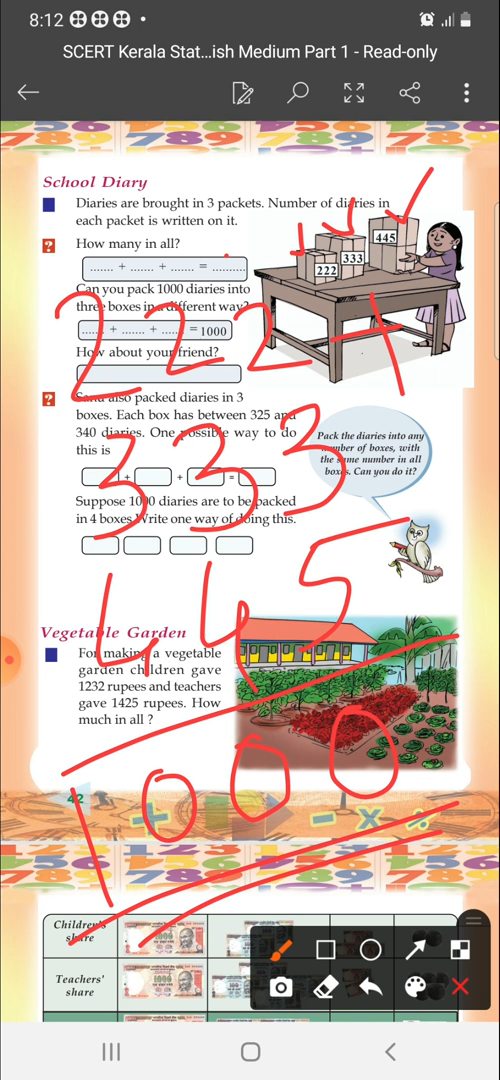 8:12
SCERT Kerala Stat...ish Medium Part 1 - Read-only
School Diary
Diaries are brought in 3 packets. Number of diaries in
each packet is written on it.
? How many in all?
....... + ....... + ....... = ..........
Can you pack 1000 diaries into
three boxes in a different way?
....... + ....... + ....... = 1000
How about your friend?
222
333
445
? Sana also packed diaries in 3
boxes. Each box has between 325 and
340 diaries. One possible way to do
this is
+ + =
Suppose 1000 diaries are to be packed
in 4 boxes. Write one way of doing this.
Pack the diaries into any
number of boxes, with
the same number in all
boxes. Can you do it?
Vegetable Garden
For making a vegetable
garden children gave
1232 rupees and teachers
gave 1425 rupees. How
much in all ?
42
222 +
333
445
1000
Children's
share
Teachers'
share